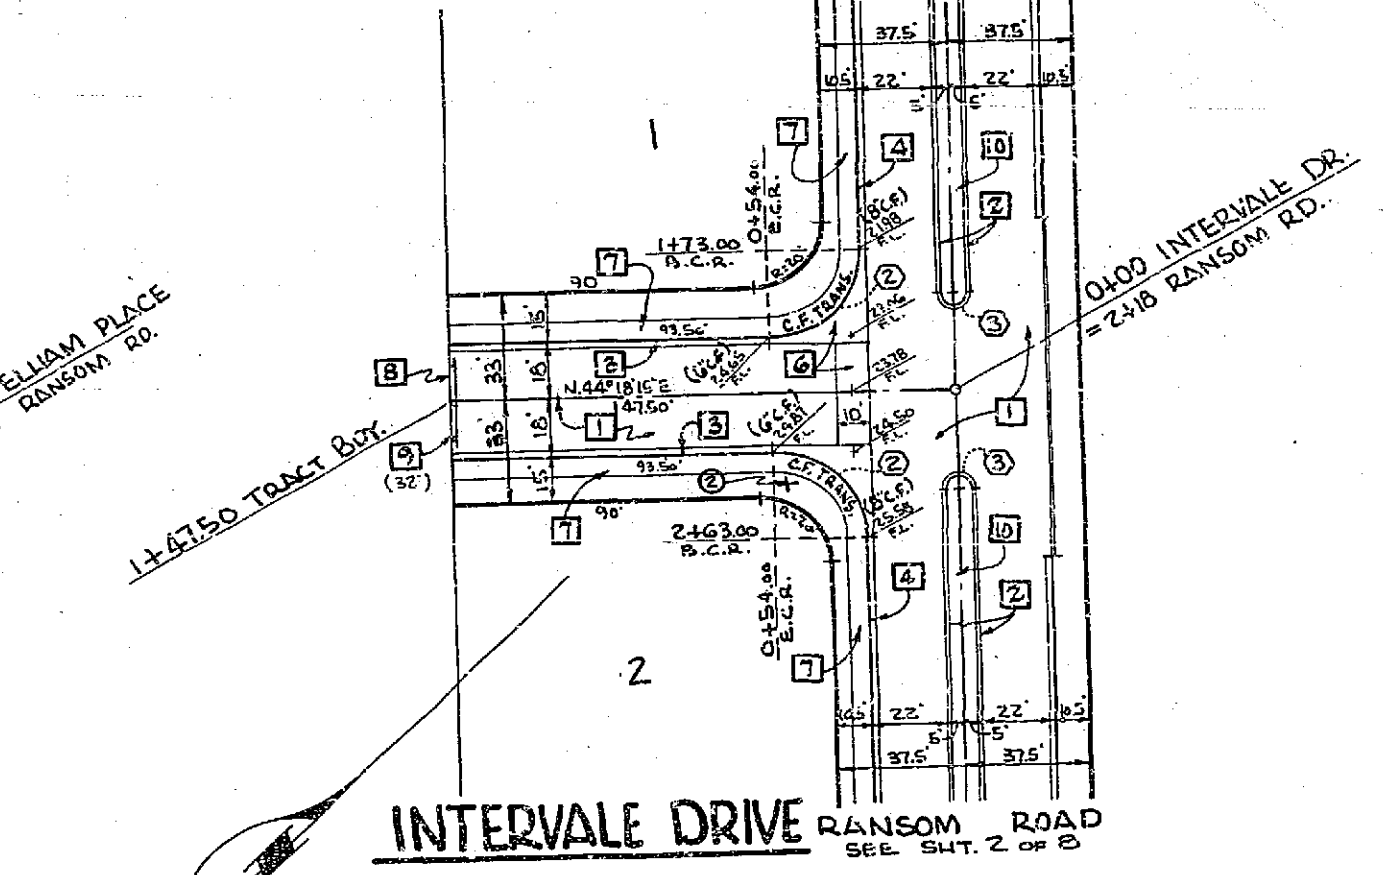 37.5' 37.5'
10.5' 22' 22' 10.5'
5' 5'
1
7
4
10
2
0+54.00
E.C.R.
(8"C.F.)
21.98
F.L.
1+73.00
B.C.R.
R=20'
7
90'
C.F. TRANS.
2
3
0+00 INTERVALE DR.
= 2+18 RANSOM RD.
ELLIAM PLACE
RANSOM RD.
93.50'
2
(6"C.F.)
24.65
F.L.
6
F.L.
23.78
F.L.
8
33'
18'
N.44°18'15"E
147.50'
1
3
(6"C.F.)
24.87
F.L.
10'
24.50
F.L.
1
33'
18'
15'
9
(32')
1+47.50 TRACT BDY.
93.50'
2
C.F. TRANS.
2
3
(8"C.F.)
25.58
F.L.
7
90'
R=20'
2+63.00
B.C.R.
10
4
2
0+54.00
E.C.R.
7
2
10.5' 22' 22' 10.5'
5' 5'
37.5' 37.5'
INTERVALE DRIVE
RANSOM ROAD
SEE SHT. 2 OF 8